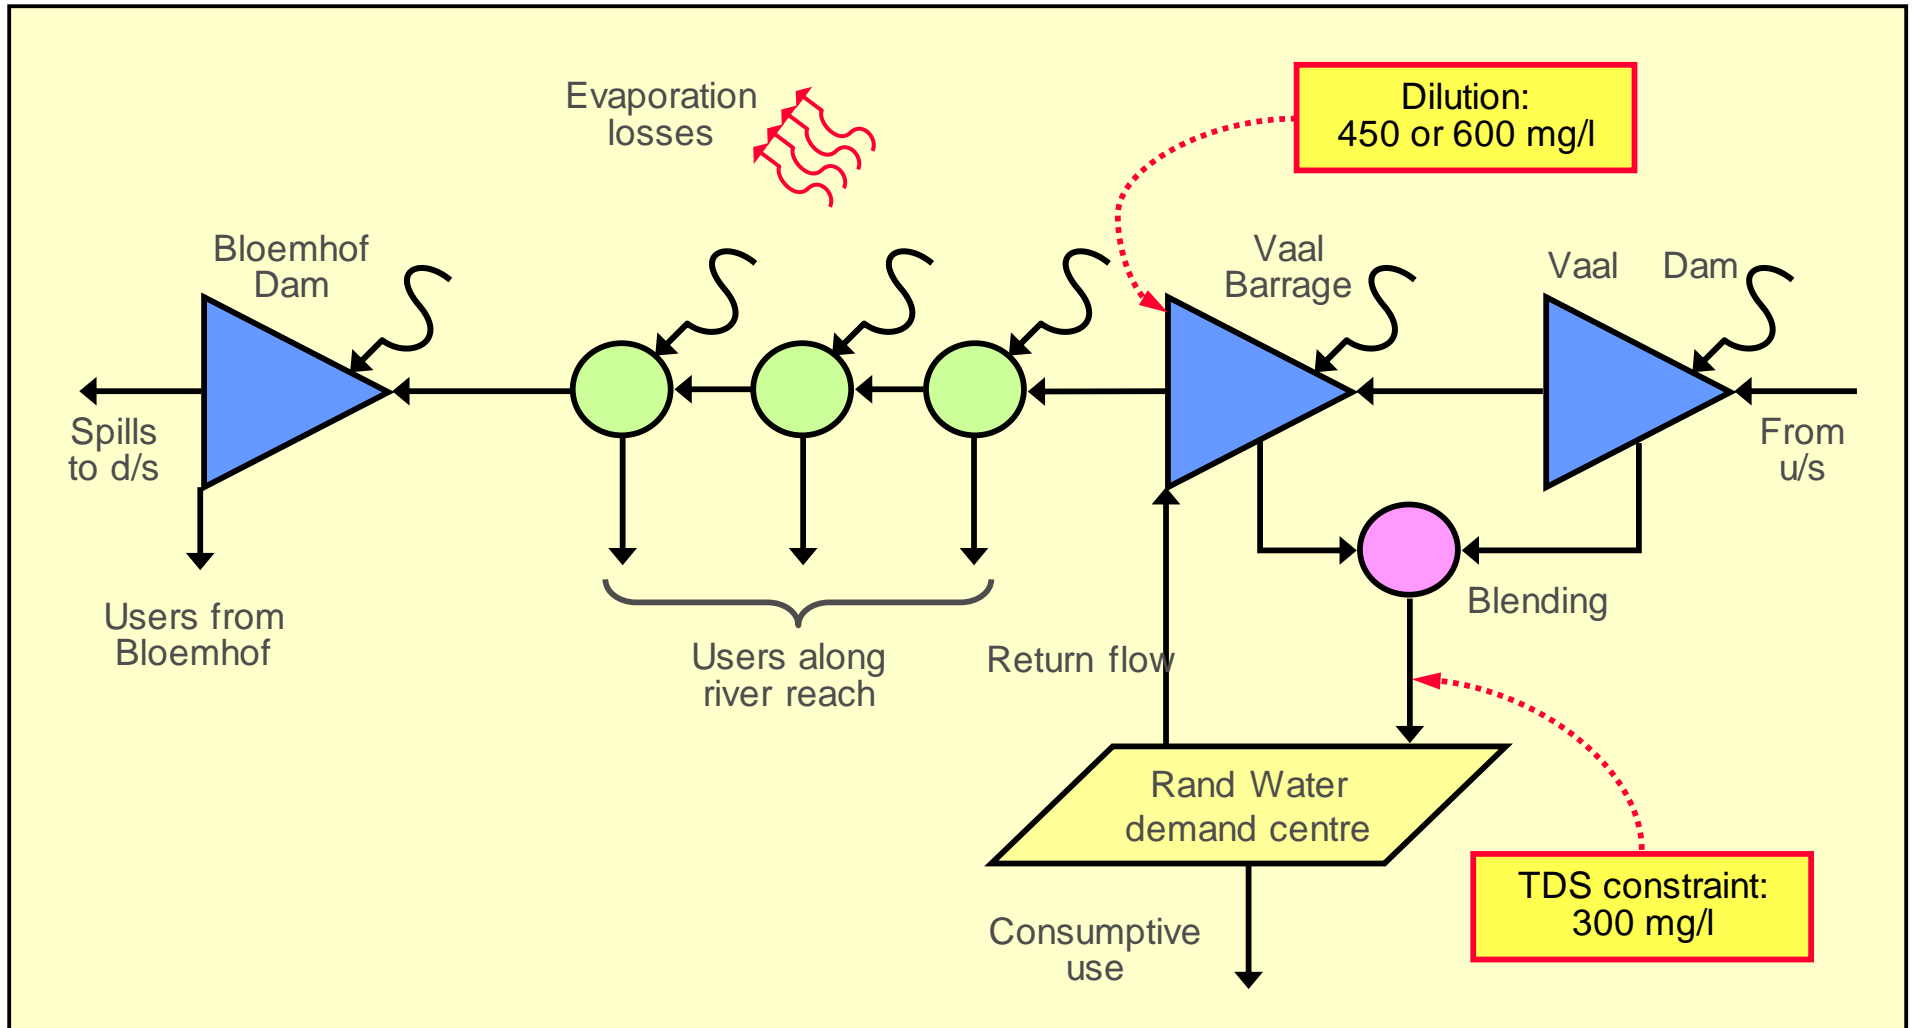 Evaporation
losses
Dilution:
450 or 600 mg/l
Bloemhof
Dam
Vaal
Barrage
Vaal Dam
Spills
to d/s
From
u/s
Users from
Bloemhof
Users along
river reach
Return flow
Blending
Rand Water
demand centre
TDS constraint:
300 mg/l
Consumptive
use